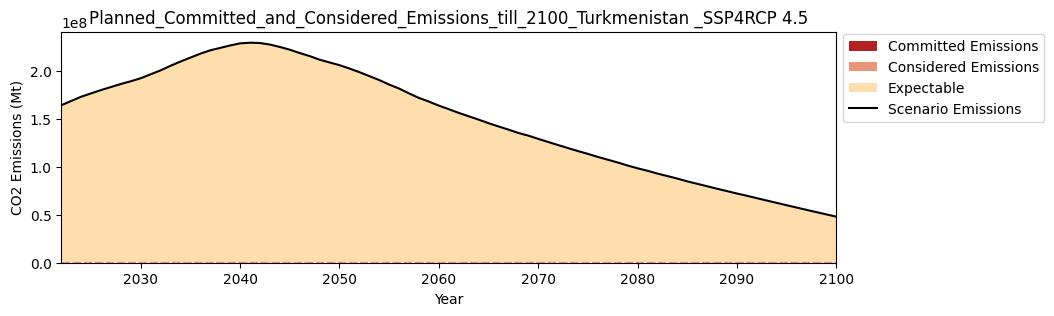 Planned_Committed_and_Considered_Emissions_till_2100_Turkmenistan _SSP4RCP 4.5
1e8
2.0
1.5
1.0
0.5
0.0
CO2 Emissions (Mt)
2030 2040 2050 2060 2070 2080 2090 2100
Year
Committed Emissions
Considered Emissions
Expectable
Scenario Emissions